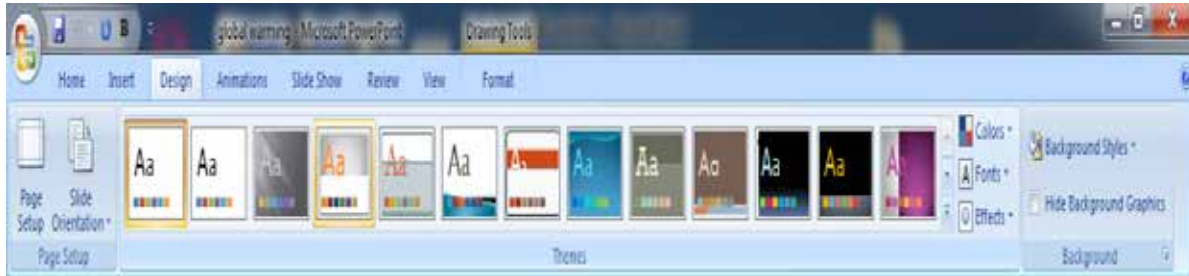 B global warming - Microsoft PowerPoint Drawing Tools
Home Insert Design Animations Slide Show Review View Format
Aa Aa Aa Aa Aa Aa Aa Aa Aa Aa Aa Aa Aa
Colors
Fonts
Effects
Background Styles
Hide Background Graphics
Page Setup
Slide Orientation
Page Setup Themes Background